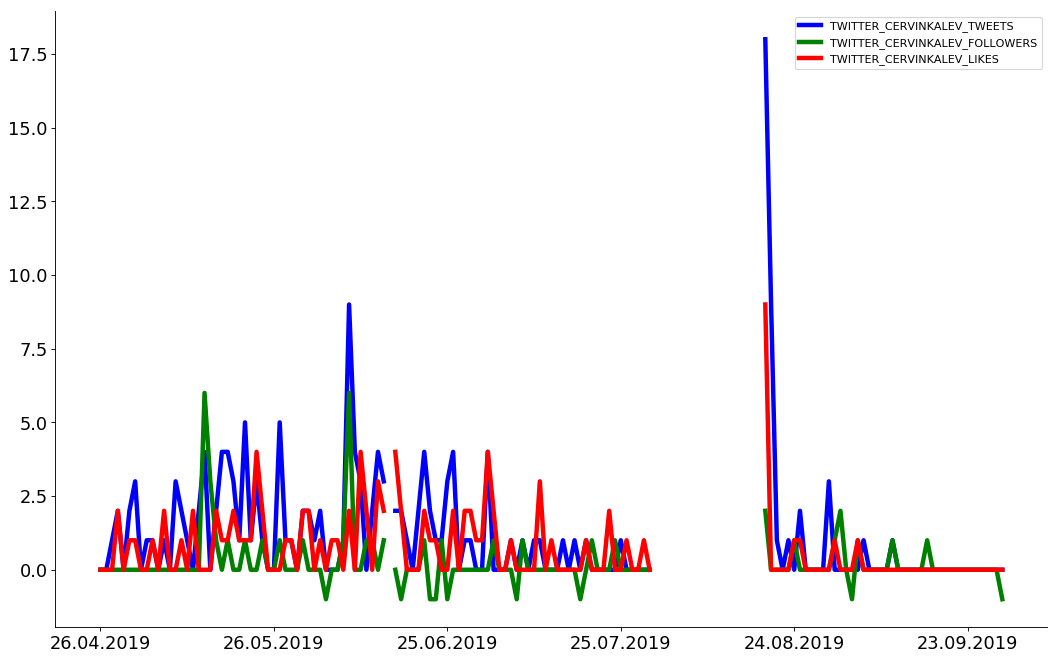 TWITTER_CERVINKALEV_TWEETS
TWITTER_CERVINKALEV_FOLLOWERS
TWITTER_CERVINKALEV_LIKES
17.5
15.0
12.5
10.0
7.5
5.0
2.5
0.0
26.04.2019 26.05.2019 25.06.2019 25.07.2019 24.08.2019 23.09.2019